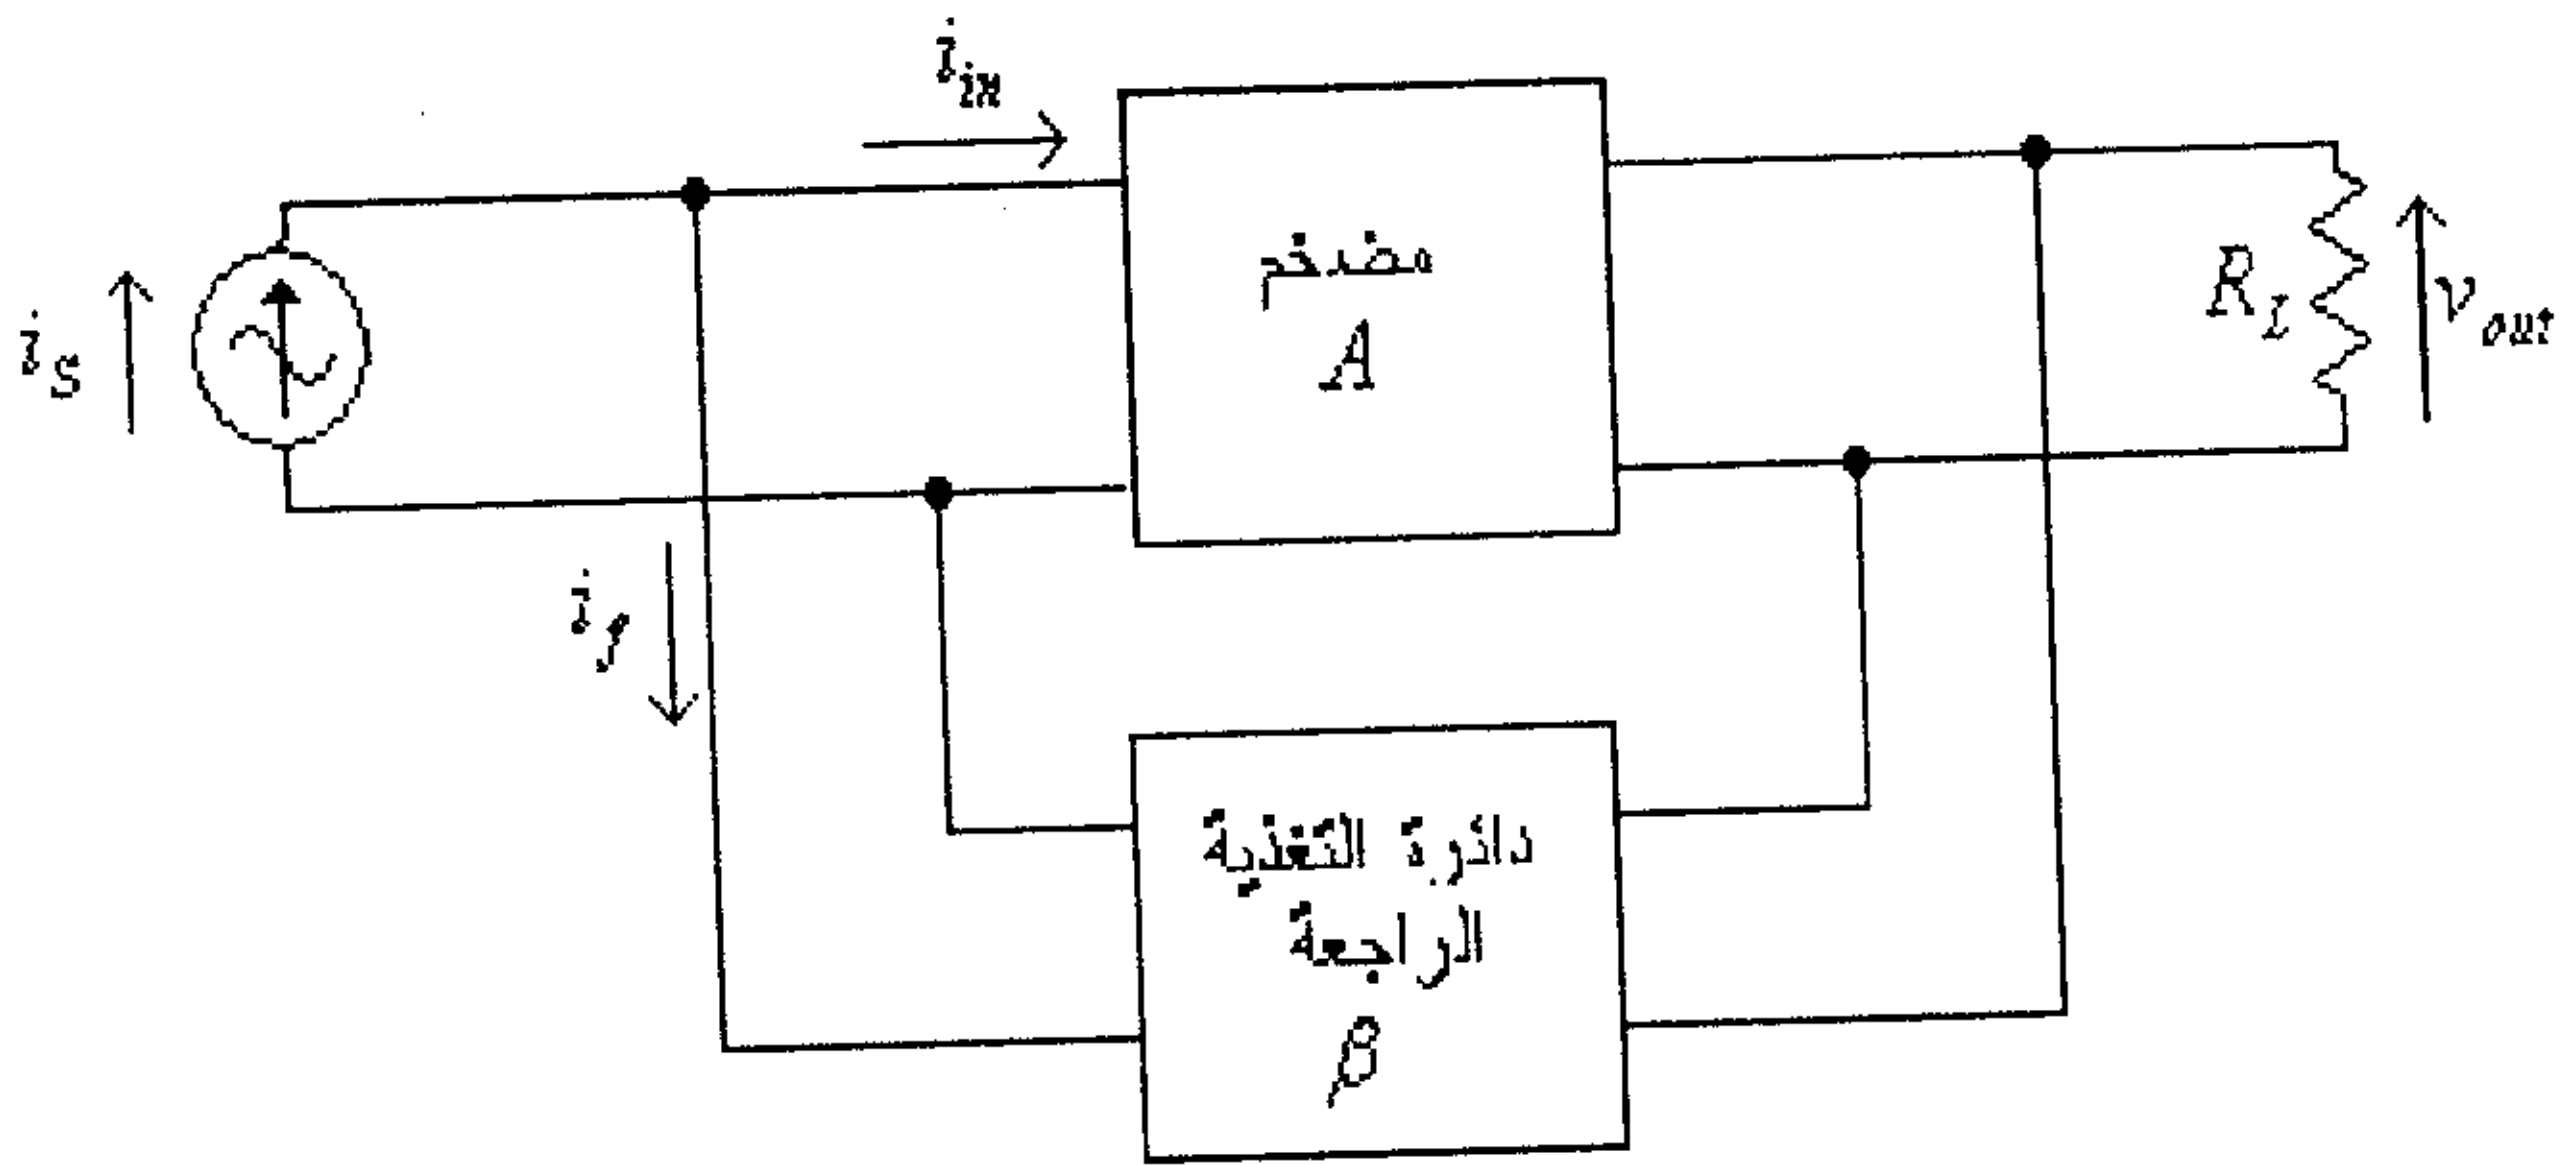 i_in
مضخم
A
i_S
R_L
v_out
i_f
دائرة التغذية
الراجعة
β